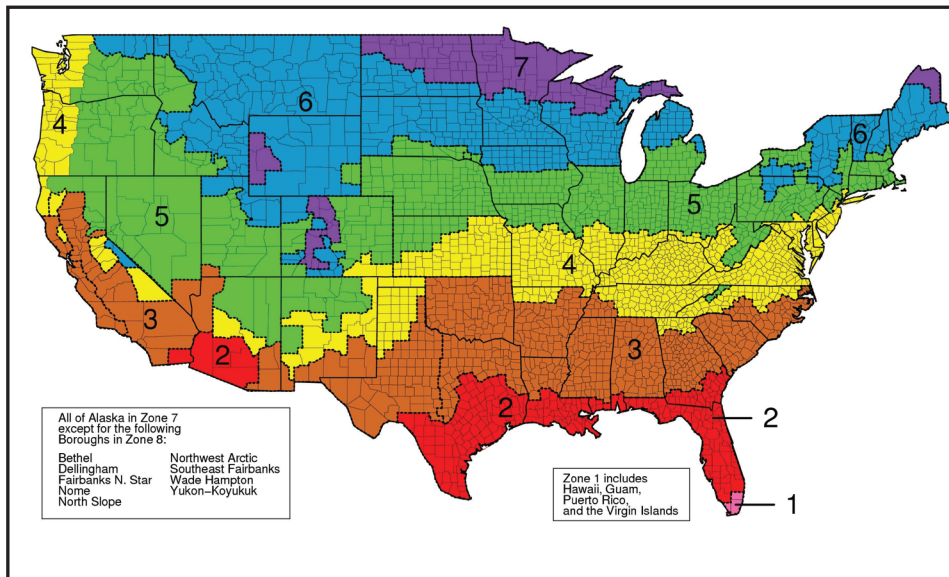 7
4
6
6
5
5
4
3
3
2
2
2
1
All of Alaska in Zone 7
except for the following
Boroughs in Zone 8:
Bethel
Dellingham
Fairbanks N. Star
Nome
North Slope
Northwest Arctic
Southeast Fairbanks
Wade Hampton
Yukon–Koyukuk
Zone 1 includes
Hawaii, Guam,
Puerto Rico,
and the Virgin Islands